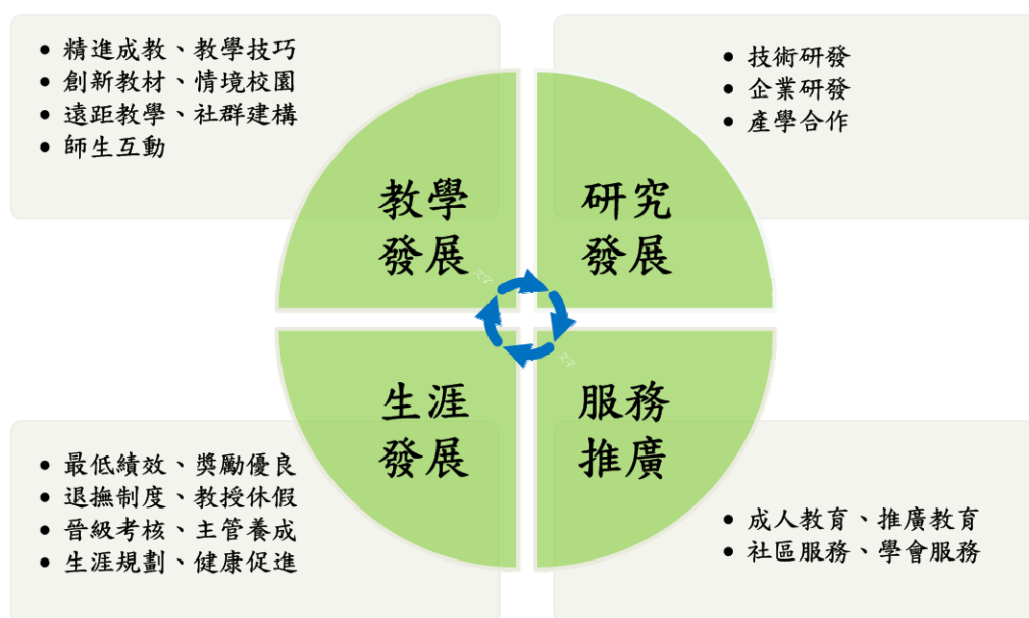 • 精進成教、教學技巧
• 創新教材、情境校園
• 遠距教學、社群建構
• 師生互動
• 技術研發
• 企業研發
• 產學合作
教學
發展
研究
發展
文字
文字
生涯
發展
服務
推廣
• 最低績效、獎勵優良
• 退撫制度、教授休假
• 晉級考核、主管養成
• 生涯規劃、健康促進
• 成人教育、推廣教育
• 社區服務、學會服務